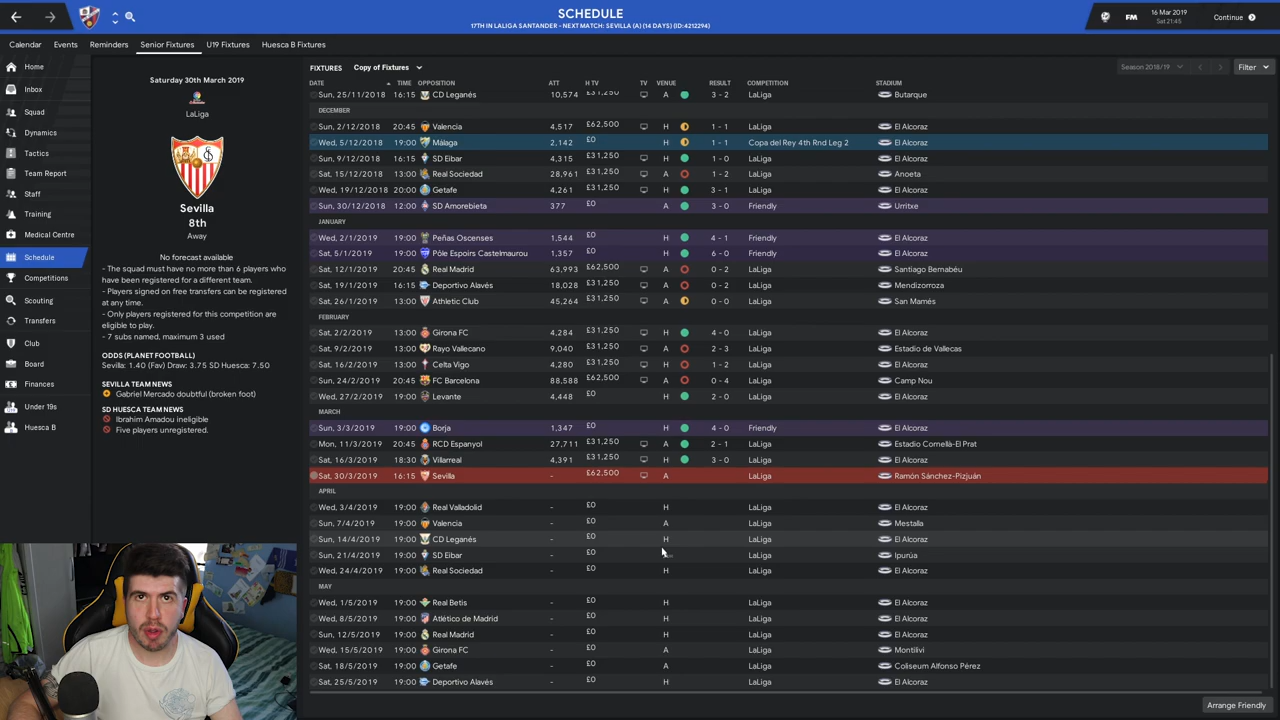 SCHEDULE
17TH IN LALIGA SANTANDER - NEXT MATCH: SEVILLA (A) (14 DAYS) (ID:4212294)
FM
16 Mar 2019
Sat 21:45
Continue
Calendar Events Reminders Senior Fixtures U19 Fixtures Huesca B Fixtures
Home
Inbox
Squad
Dynamics
Tactics
Team Report
Staff
Training
Medical Centre
Schedule
Competitions
Scouting
Transfers
Club
Board
Finances
Under 19s
Huesca B
Saturday 30th March 2019
LaLiga
Sevilla
8th
Away
No forecast available
- The squad must have no more than 6 players who
have been registered for a different team.
- Players signed on free transfers can be registered
at any time.
- Only players registered for this competition are
eligible to play.
- 7 subs named, maximum 3 used
ODDS (PLANET FOOTBALL)
Sevilla: 1.40 (Fav) Draw: 3.75 SD Huesca: 7.50
SEVILLA TEAM NEWS
Gabriel Mercado doubtful (broken foot)
SD HUESCA TEAM NEWS
Ibrahim Amadou ineligible
Five players unregistered.
FIXTURES Copy of Fixtures Season 2018/19 Filter
DATE TIME OPPOSITION ATT H TV TV VENUE RESULT COMPETITION STADIUM
Sun, 25/11/2018 16:15 CD Leganés 10,574 £31,250 A 3 - 2 LaLiga Butarque
DECEMBER
Sun, 2/12/2018 20:45 Valencia 4,517 £62,500 H 1 - 1 LaLiga El Alcoraz
Wed, 5/12/2018 19:00 Málaga 2,142 £0 H 1 - 1 Copa del Rey 4th Rnd Leg 2 El Alcoraz
Sun, 9/12/2018 16:15 SD Eibar 4,315 £31,250 H 1 - 0 LaLiga El Alcoraz
Sat, 15/12/2018 13:00 Real Sociedad 28,961 £31,250 A 1 - 2 LaLiga Anoeta
Wed, 19/12/2018 20:00 Getafe 4,261 £31,250 H 3 - 1 LaLiga El Alcoraz
Sun, 30/12/2018 12:00 SD Amorebieta 377 £0 A 3 - 0 Friendly Urritxe
JANUARY
Wed, 2/1/2019 19:00 Peñas Oscenses 1,544 £0 H 4 - 1 Friendly El Alcoraz
Sat, 5/1/2019 19:00 Pôle Espoirs Castelmaurou 1,357 £0 H 6 - 0 Friendly El Alcoraz
Sat, 12/1/2019 20:45 Real Madrid 63,993 £62,500 A 0 - 2 LaLiga Santiago Bernabéu
Sat, 19/1/2019 16:15 Deportivo Alavés 18,028 £31,250 A 0 - 2 LaLiga Mendizorroza
Sat, 26/1/2019 13:00 Athletic Club 45,264 £31,250 A 0 - 0 LaLiga San Mamés
FEBRUARY
Sat, 2/2/2019 13:00 Girona FC 4,284 £31,250 H 4 - 0 LaLiga El Alcoraz
Sat, 9/2/2019 13:00 Rayo Vallecano 9,040 £31,250 A 2 - 3 LaLiga Estadio de Vallecas
Sat, 16/2/2019 13:00 Celta Vigo 4,280 £31,250 H 1 - 2 LaLiga El Alcoraz
Sun, 24/2/2019 20:45 FC Barcelona 88,588 £62,500 A 0 - 4 LaLiga Camp Nou
Wed, 27/2/2019 19:00 Levante 4,448 £0 H 2 - 0 LaLiga El Alcoraz
MARCH
Sun, 3/3/2019 19:00 Borja 1,347 £0 H 4 - 0 Friendly El Alcoraz
Mon, 11/3/2019 20:45 RCD Espanyol 27,711 £31,250 A 2 - 1 LaLiga Estadio Cornellà-El Prat
Sat, 16/3/2019 18:30 Villarreal 4,391 £31,250 H 3 - 0 LaLiga El Alcoraz
Sat, 30/3/2019 16:15 Sevilla - £62,500 A LaLiga Ramón Sánchez-Pizjuán
APRIL
Wed, 3/4/2019 19:00 Real Valladolid - £0 H LaLiga El Alcoraz
Sun, 7/4/2019 19:00 Valencia - £0 A LaLiga Mestalla
Sun, 14/4/2019 19:00 CD Leganés - £0 H LaLiga El Alcoraz
Sun, 21/4/2019 19:00 SD Eibar - £0 LaLiga Ipurúa
Wed, 24/4/2019 19:00 Real Sociedad - £0 H LaLiga El Alcoraz
MAY
Wed, 1/5/2019 19:00 Real Betis - £0 H LaLiga El Alcoraz
Wed, 8/5/2019 19:00 Atlético de Madrid - £0 H LaLiga El Alcoraz
Sun, 12/5/2019 19:00 Real Madrid - £0 H LaLiga El Alcoraz
Wed, 15/5/2019 19:00 Girona FC - £0 A LaLiga Montilivi
Sat, 18/5/2019 19:00 Getafe - £0 A LaLiga Coliseum Alfonso Pérez
Sat, 25/5/2019 19:00 Deportivo Alavés - £0 H LaLiga El Alcoraz
Arrange Friendly